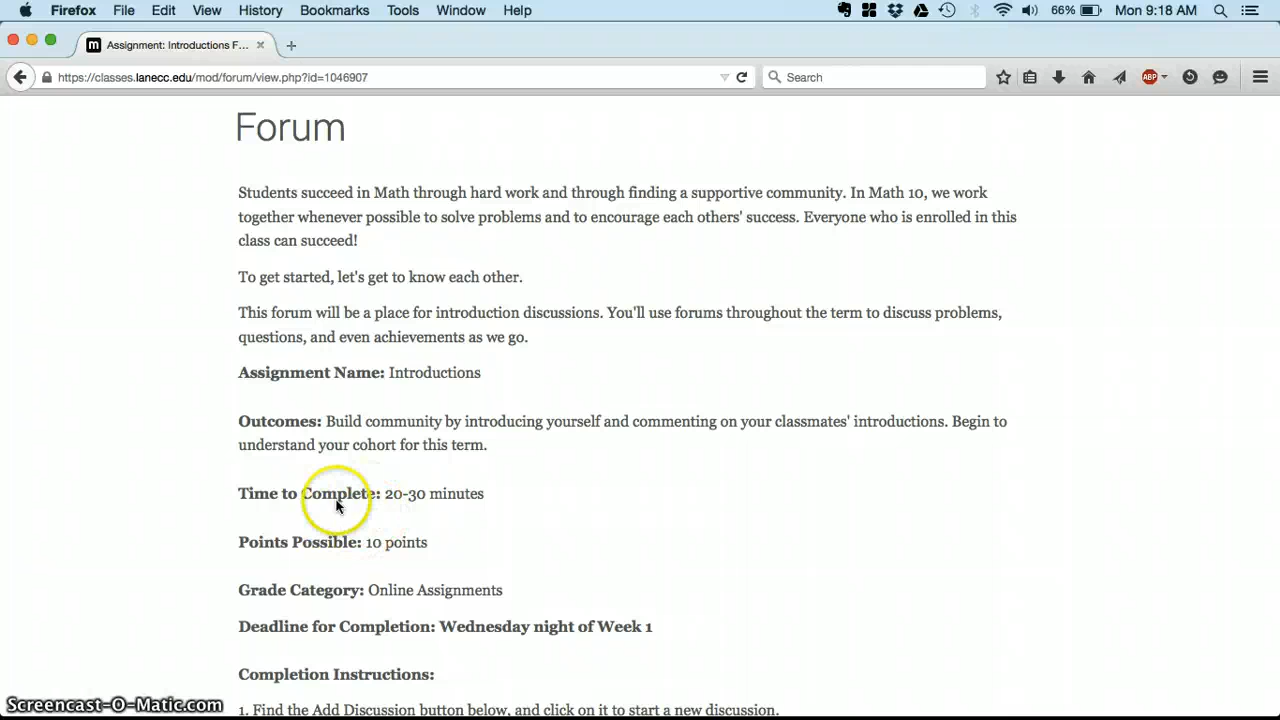 Firefox File Edit View History Bookmarks Tools Window Help 66% Mon 9:18 AM
m Assignment: Introductions F...
https://classes.lanecc.edu/mod/forum/view.php?id=1046907 Search ABP
Forum
Students succeed in Math through hard work and through finding a supportive community. In Math 10, we work
together whenever possible to solve problems and to encourage each others' success. Everyone who is enrolled in this
class can succeed!
To get started, let's get to know each other.
This forum will be a place for introduction discussions. You'll use forums throughout the term to discuss problems,
questions, and even achievements as we go.
Assignment Name: Introductions
Outcomes: Build community by introducing yourself and commenting on your classmates' introductions. Begin to
understand your cohort for this term.
Time to Complete: 20-30 minutes
Points Possible: 10 points
Grade Category: Online Assignments
Deadline for Completion: Wednesday night of Week 1
Completion Instructions:
1. Find the Add Discussion button below, and click on it to start a new discussion.
Screencast-O-Matic.com